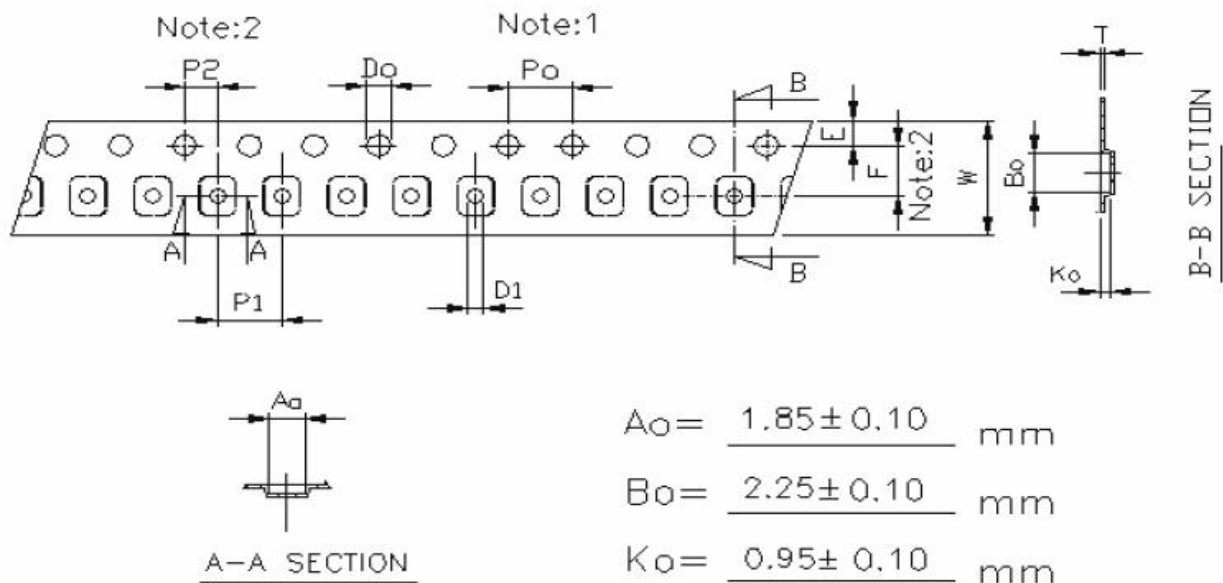 Note:2
Note:1
P2
Do
Po
B
T
E
F
Note:2
W
Bo
B-B SECTION
A
A
B
Ko
P1
D1
Ao
A-A SECTION
Ao= 1.85±0.10 mm
Bo= 2.25±0.10 mm
Ko= 0.95±0.10 mm